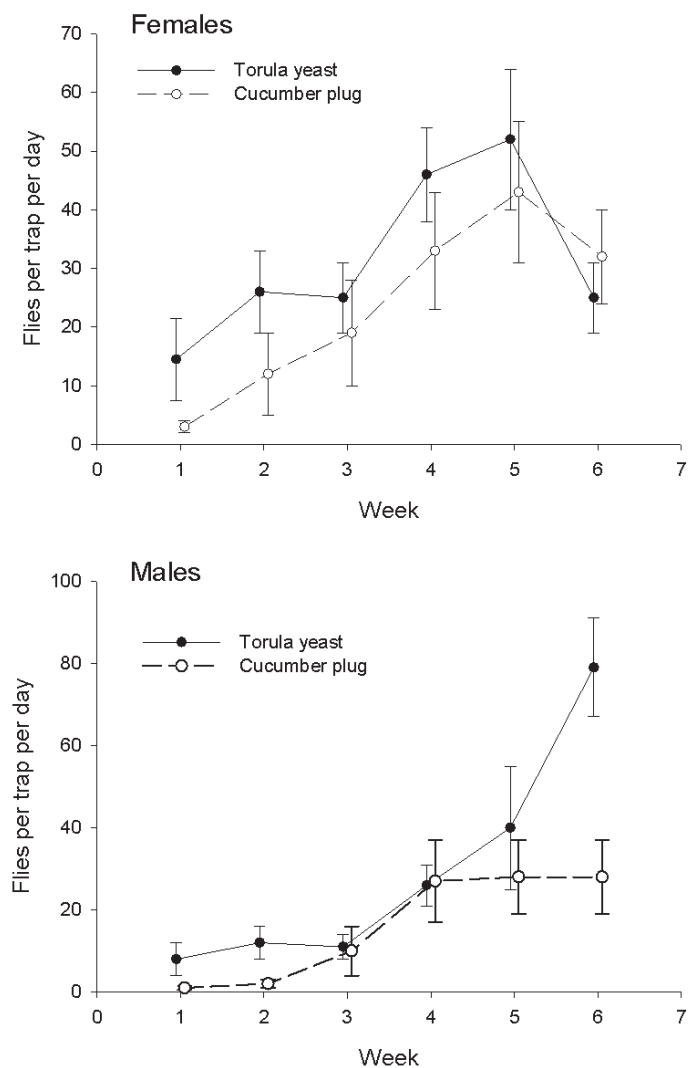 Females
Torula yeast
Cucumber plug
Flies per trap per day
70
60
50
40
30
20
10
0
0 1 2 3 4 5 6 7
Week
Males
Torula yeast
Cucumber plug
Flies per trap per day
100
80
60
40
20
0
0 1 2 3 4 5 6 7
Week